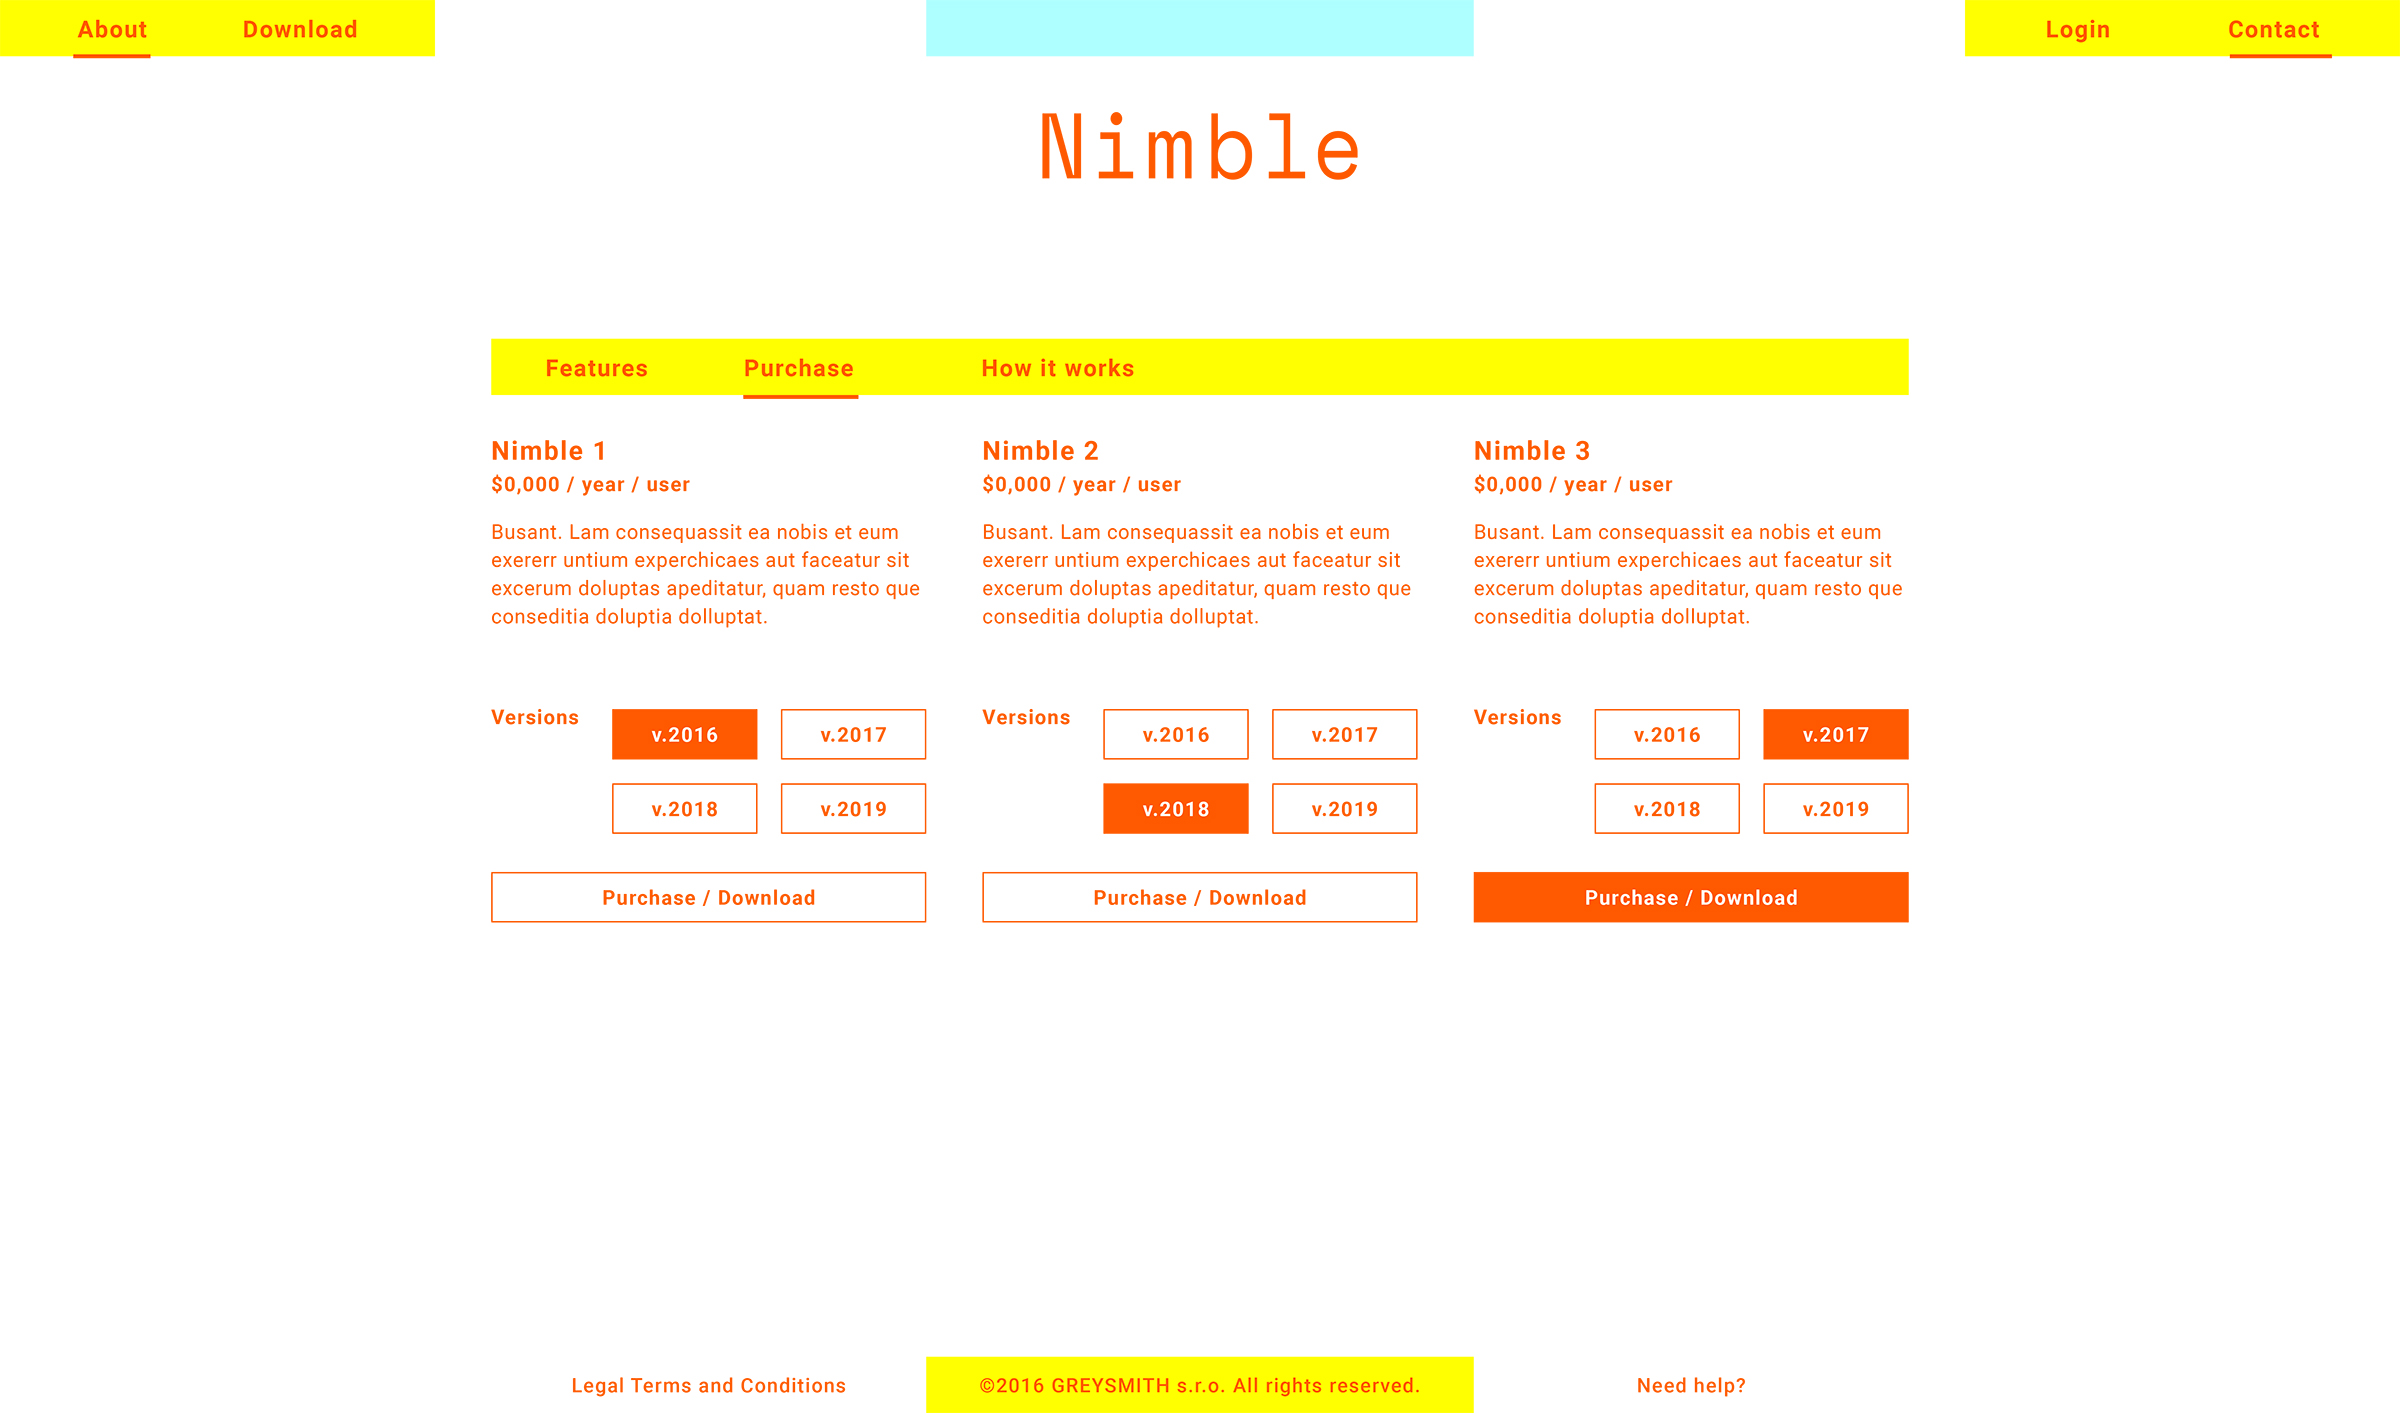 About
Download
Login
Contact
Nimble
Features
Purchase
How it works
Nimble 1
$0,000 / year / user
Busant. Lam consequassit ea nobis et eum
exererr untium experchicaes aut faceatur sit
excerum doluptas apeditatur, quam resto que
conseditia doluptia dolluptat.
Versions
v.2016
v.2017
v.2018
v.2019
Purchase / Download
Nimble 2
$0,000 / year / user
Busant. Lam consequassit ea nobis et eum
exererr untium experchicaes aut faceatur sit
excerum doluptas apeditatur, quam resto que
conseditia doluptia dolluptat.
Versions
v.2016
v.2017
v.2018
v.2019
Purchase / Download
Nimble 3
$0,000 / year / user
Busant. Lam consequassit ea nobis et eum
exererr untium experchicaes aut faceatur sit
excerum doluptas apeditatur, quam resto que
conseditia doluptia dolluptat.
Versions
v.2016
v.2017
v.2018
v.2019
Purchase / Download
Legal Terms and Conditions
©2016 GREYSMITH s.r.o. All rights reserved.
Need help?